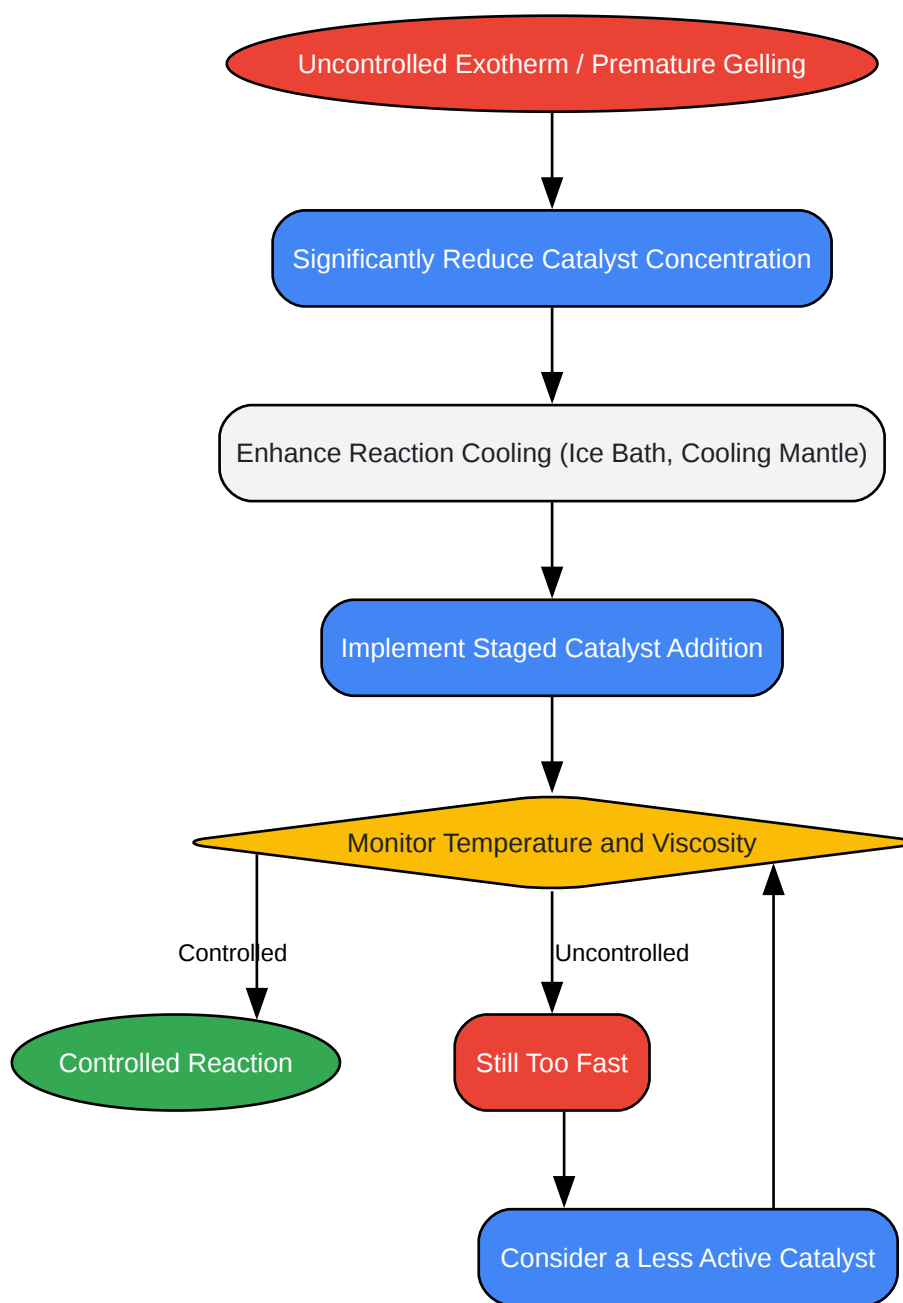 Uncontrolled Exotherm / Premature Gelling
Significantly Reduce Catalyst Concentration
Enhance Reaction Cooling (Ice Bath, Cooling Mantle)
Implement Staged Catalyst Addition
Monitor Temperature and Viscosity
Controlled
Uncontrolled
Controlled Reaction
Still Too Fast
Consider a Less Active Catalyst